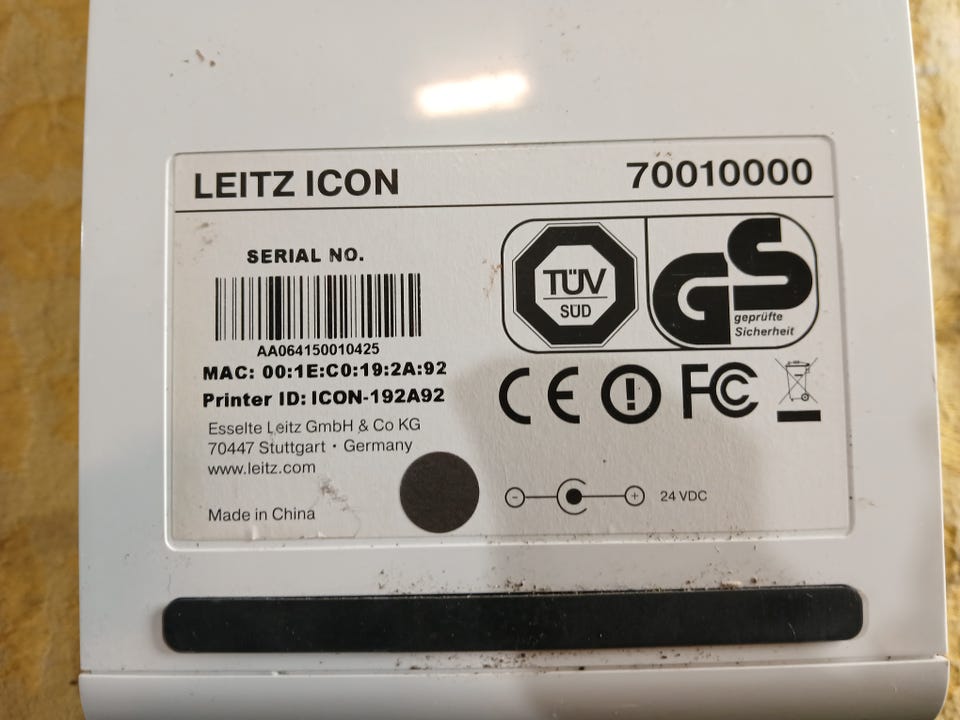 LEITZ ICON 70010000
SERIAL NO.
AA064150010425
MAC: 00:1E:C0:19:2A:92
Printer ID: ICON-192A92
Esselte Leitz GmbH & Co KG
70447 Stuttgart · Germany
www.leitz.com
Made in China
TÜV
SÜD
GS
geprüfte
Sicherheit
CE
FC
- +
24 VDC